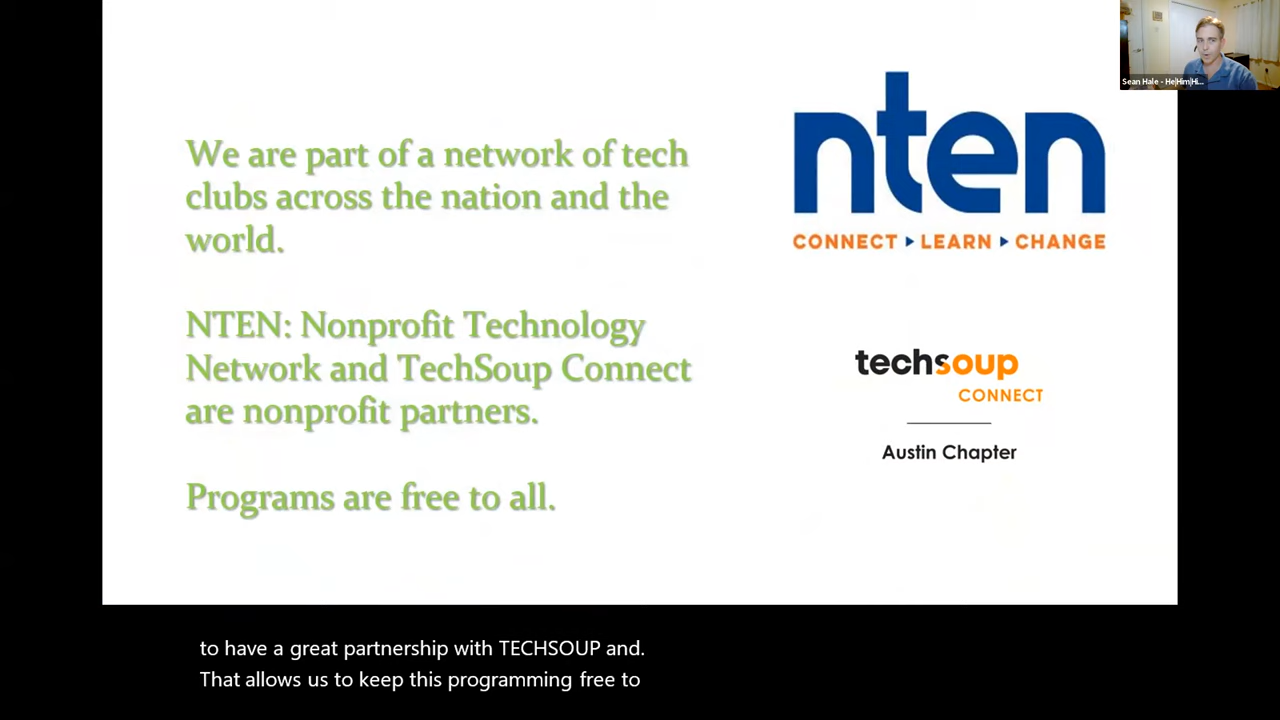 We are part of a network of tech
clubs across the nation and the
world.
NTEN: Nonprofit Technology
Network and TechSoup Connect
are nonprofit partners.
Programs are free to all.
nten
CONNECT ▸ LEARN ▸ CHANGE
techsoup
CONNECT
Austin Chapter
Sean Hale - He|Him|Hi...
to have a great partnership with TECHSOUP and.
That allows us to keep this programming free to